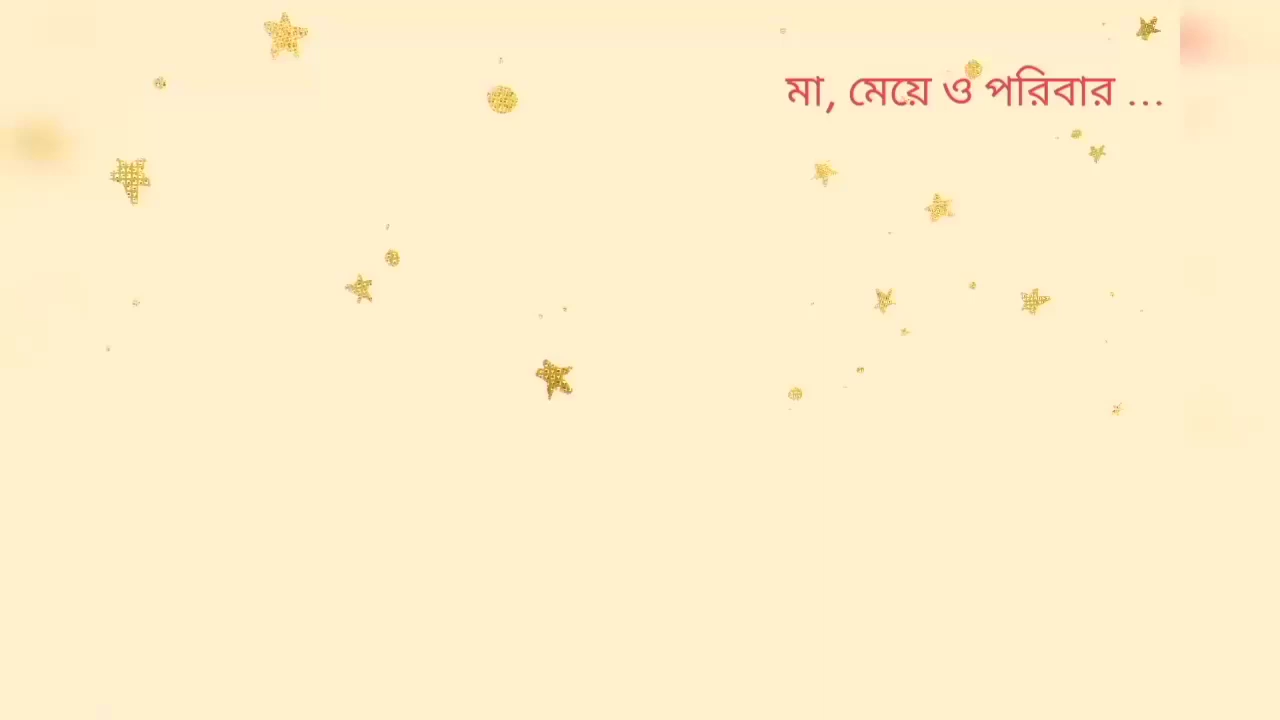 মা, মেয়ে ও পরিবার ...